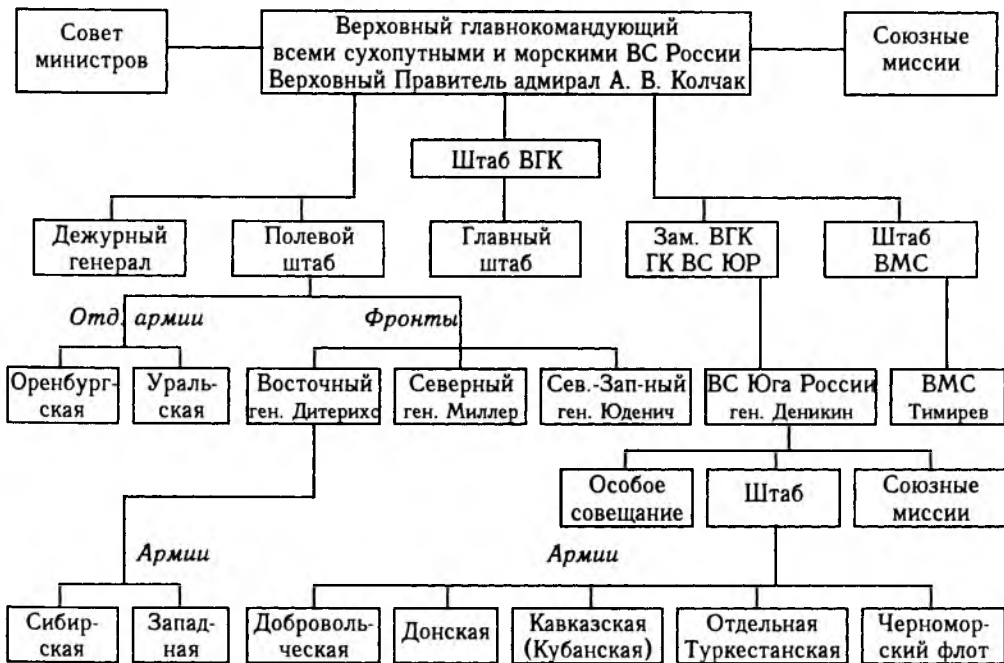 Совет
министров
Верховный главнокомандующий
всеми сухопутными и морскими ВС России
Верховный Правитель адмирал А. В. Колчак
Союзные
миссии
Штаб ВГК
Дежурный
генерал
Полевой
штаб
Главный
штаб
Зам. ВГК
ГК ВС ЮР
Штаб
ВМС
Отд. армии
Фронты
Оренбург-
ская
Ураль-
ская
Восточный
ген. Дитерихс
Северный
ген. Миллер
Сев.-Зап-ный
ген. Юденич
ВС Юга России
ген. Деникин
ВМС
Тимирев
Особое
совещание
Штаб
Союзные
миссии
Армии
Армии
Сибир-
ская
Запад-
ная
Доброволь-
ческая
Донская
Кавказская
(Кубанская)
Отдельная
Туркестанская
Черномор-
ский флот